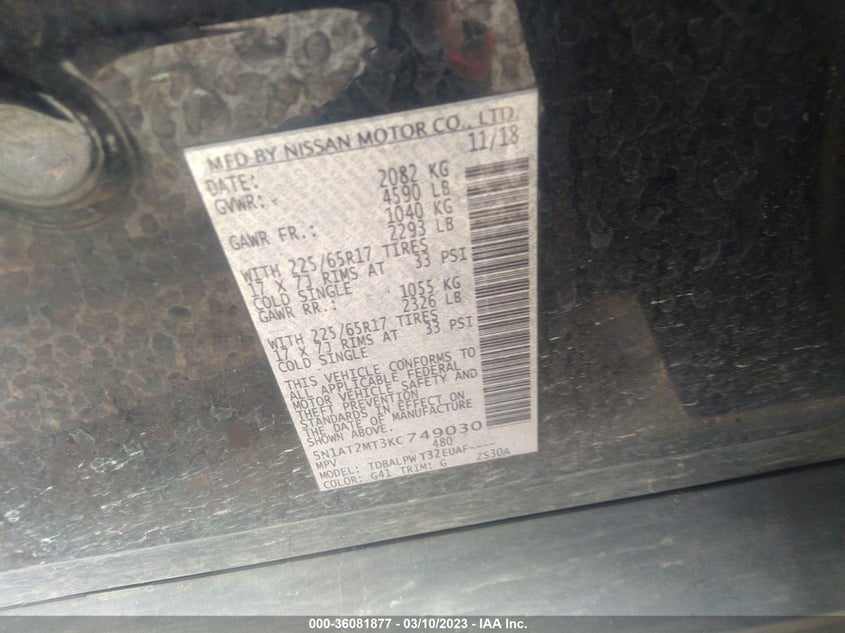 MFD BY NISSAN MOTOR CO., LTD.
DATE: 11/18
GVWR: 2082 KG
4590 LB
GAWR FR.: 1040 KG
2293 LB
WITH 225/65R17 TIRES
17 X 7J RIMS AT 33 PSI
COLD SINGLE
GAWR RR.: 1055 KG
2326 LB
WITH 225/65R17 TIRES
17 X 7J RIMS AT 33 PSI
COLD SINGLE
THIS VEHICLE CONFORMS TO
ALL APPLICABLE FEDERAL
MOTOR VEHICLE SAFETY AND
THEFT PREVENTION
STANDARDS IN EFFECT ON
THE DATE OF MANUFACTURE
SHOWN ABOVE.
5N1AT2MT3KC749030
MPV 480
MODEL: TDBALPW T32EUAF----
COLOR: G41 TRIM: G ZS30A
000-36081877 - 03/10/2023 - IAA Inc.